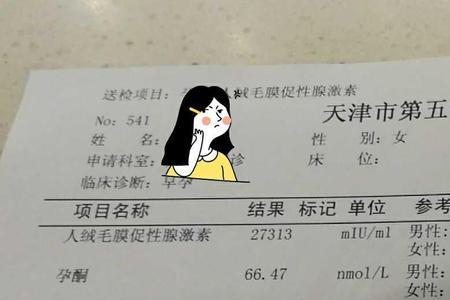 送检项目: 人绒毛膜促性腺激素
天津市第五
No: 541
姓 名: 性 别: 女
申请科室: 诊 床 位:
临床诊断: 早孕
项目名称 结果 标记 单位 参考
人绒毛膜促性腺激素 27313 mIU/ml 男性:
女性:
孕酮 66.47 nmol/L 男性:
女性: